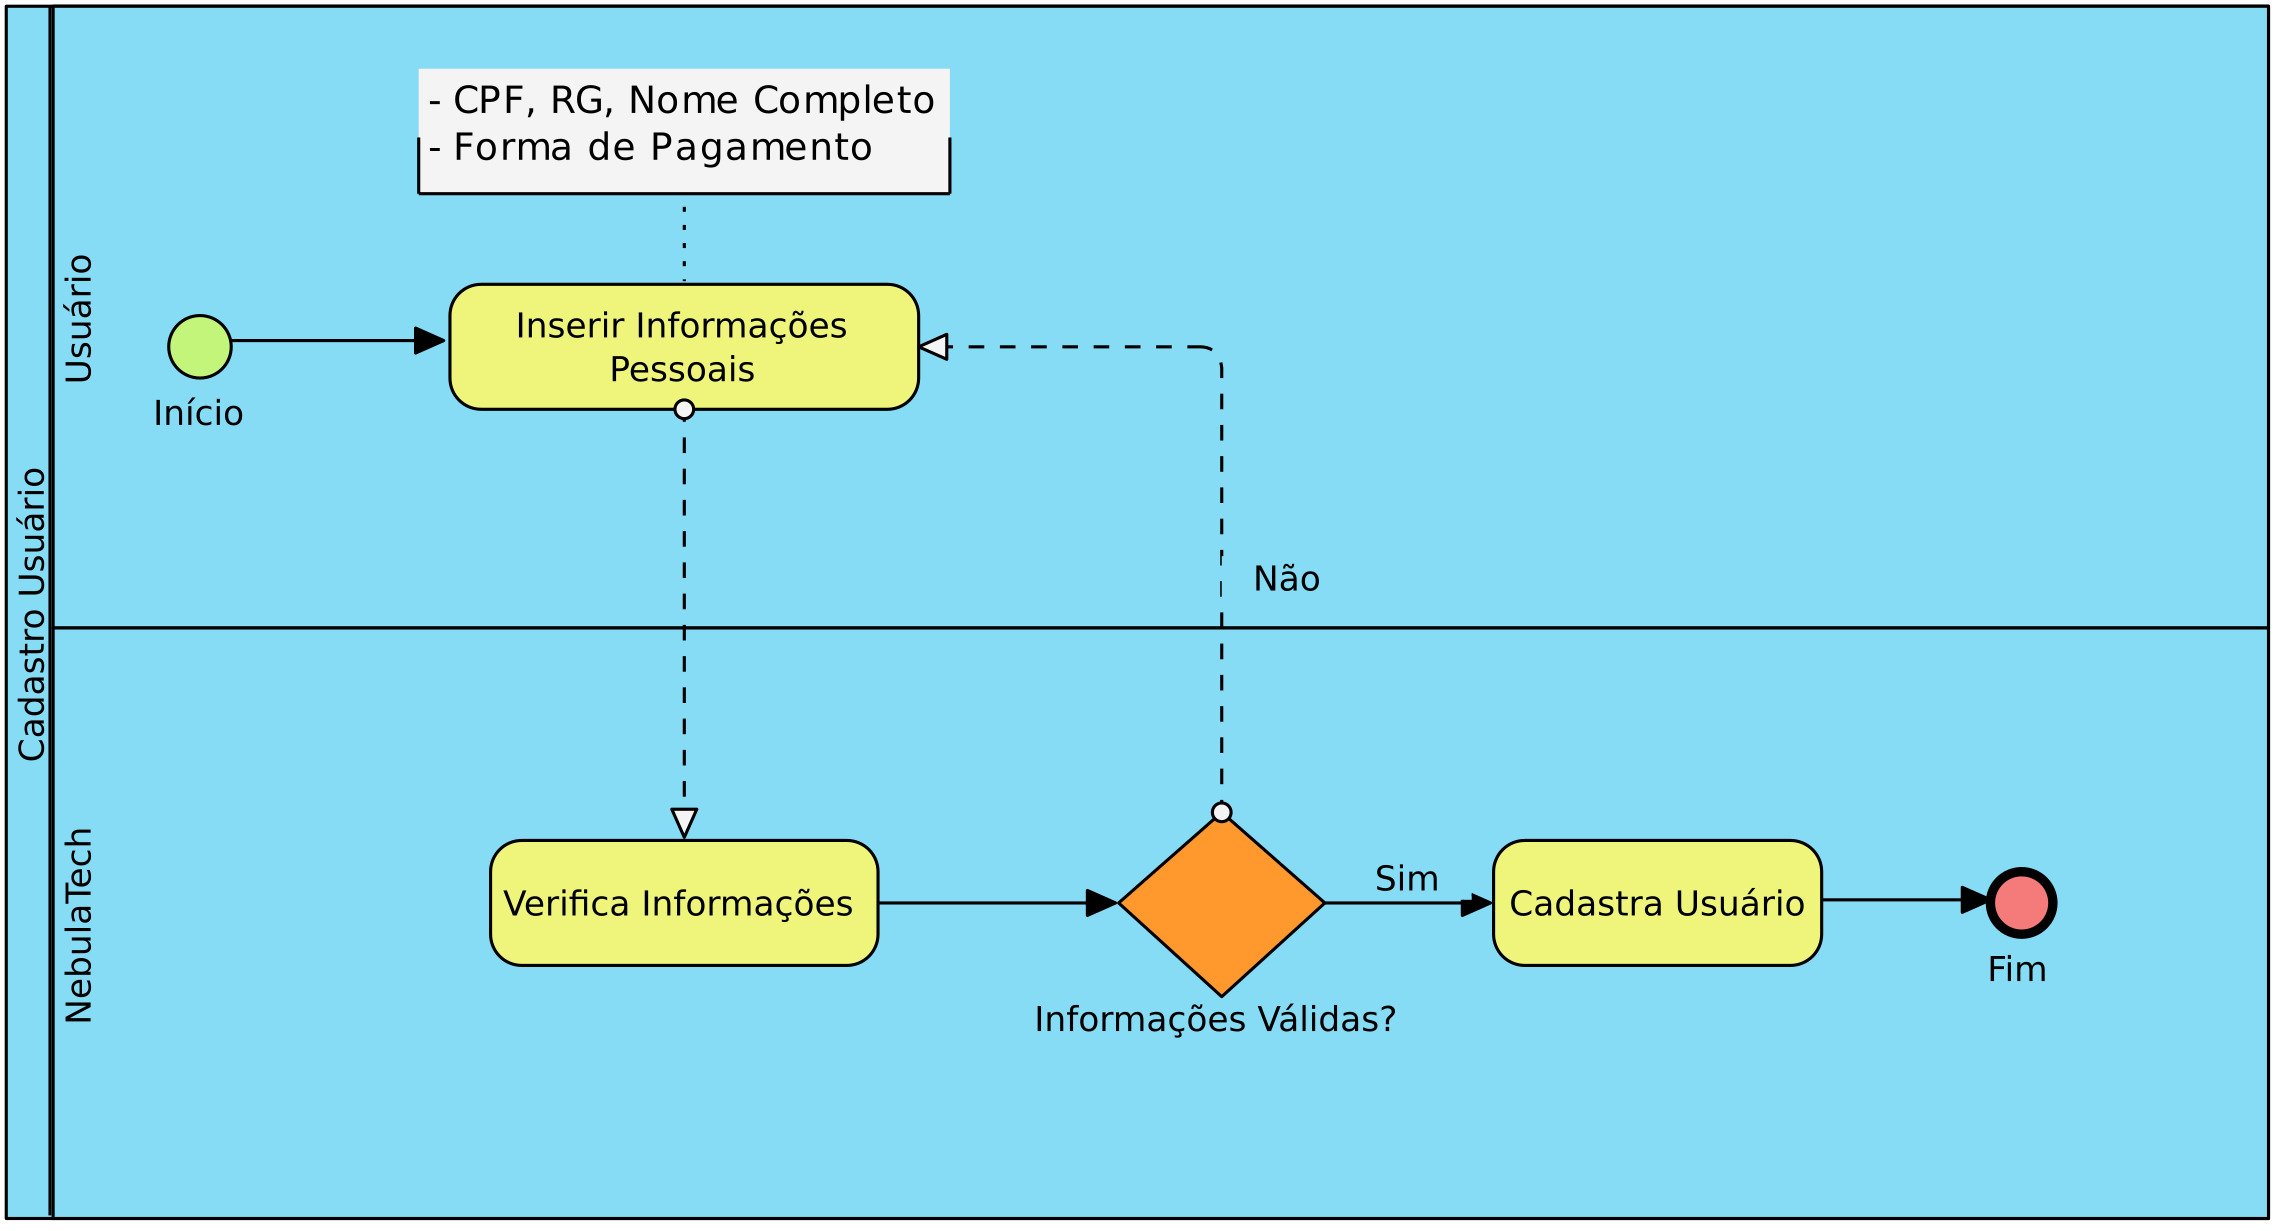 Cadastro Usuário
Usuário
- CPF, RG, Nome Completo
- Forma de Pagamento
Início
Inserir Informações
Pessoais
Não
NebulaTech
Verifica Informações
Informações Válidas?
Sim
Cadastra Usuário
Fim